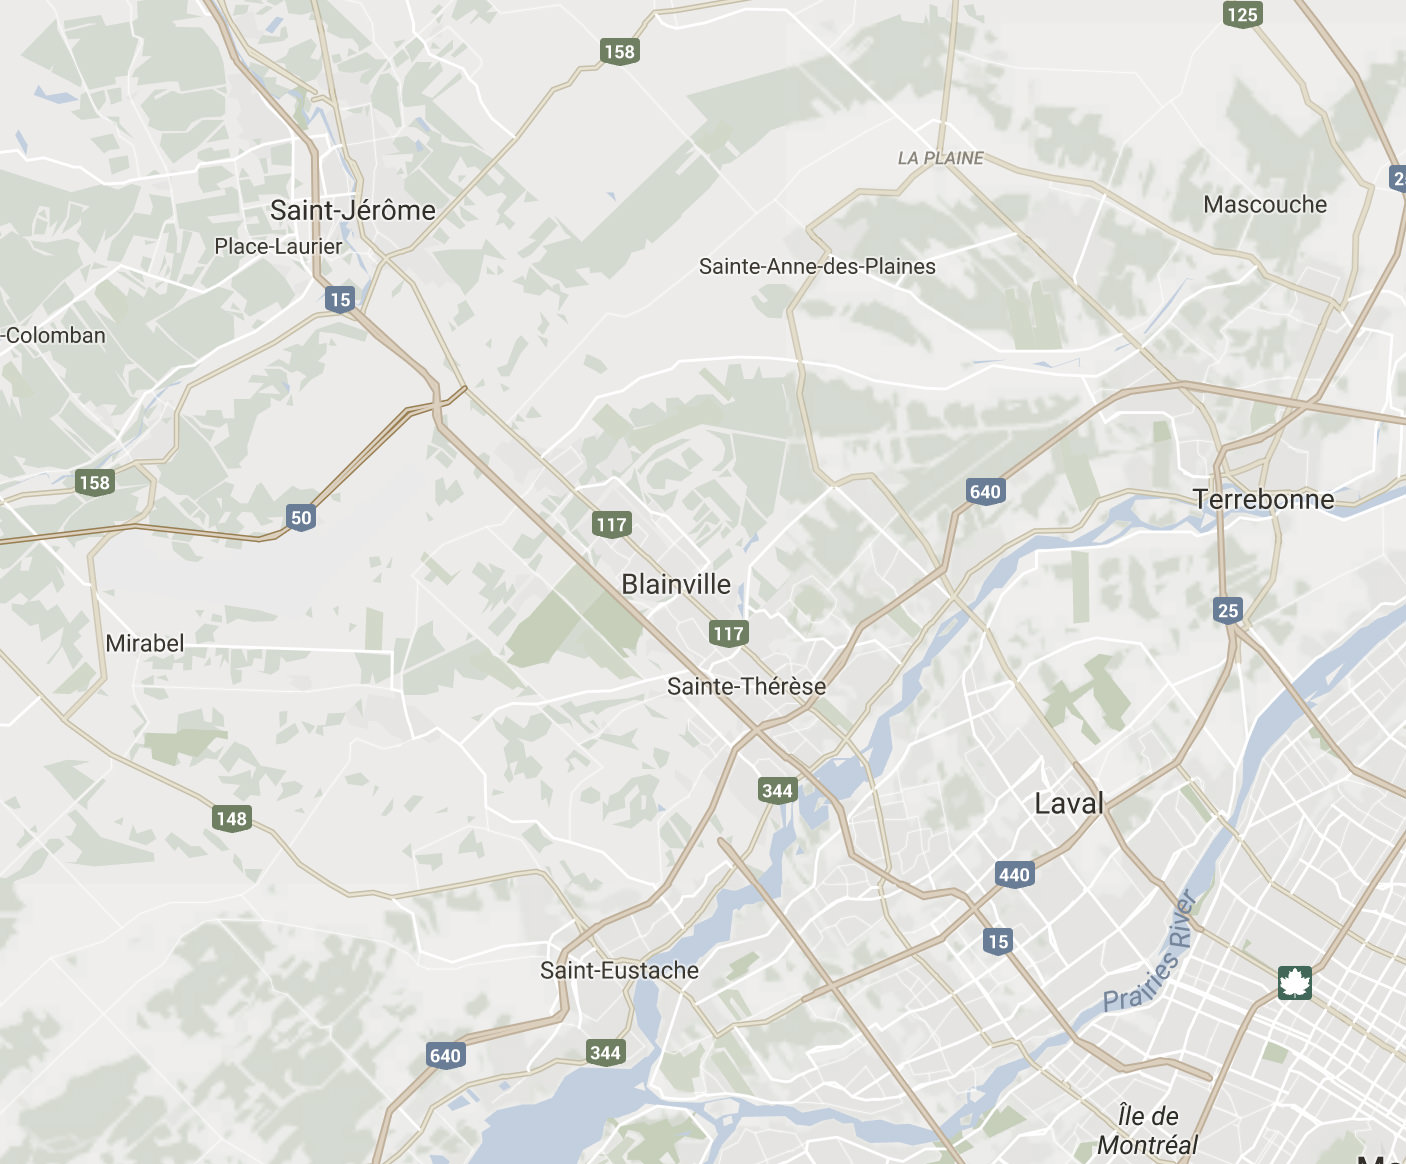 125
158
LA PLAINE
Mascouche
Saint-Jérôme
Place-Laurier
Sainte-Anne-des-Plaines
15
-Colomban
158
640
Terrebonne
50
117
Blainville
25
117
Mirabel
Sainte-Thérèse
344
Laval
148
440
15
Prairies River
Saint-Eustache
640
344
Île de
Montréal